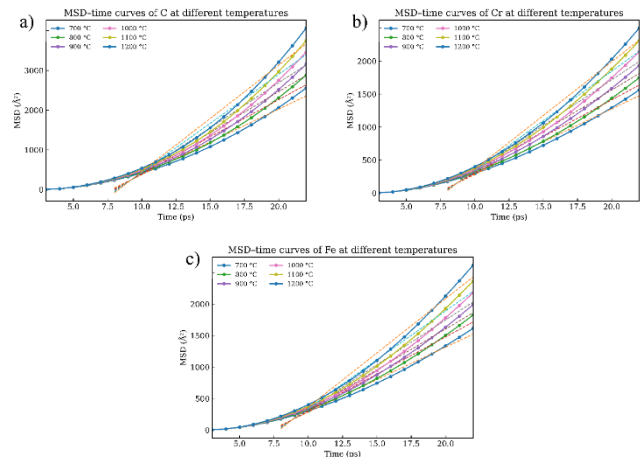 a)
MSD–time curves of C at different temperatures
700 °C 1000 °C
800 °C 1100 °C
900 °C 1200 °C
MSD (Å²)
3000
2000
1000
0
5.0 7.5 10.0 12.5 15.0 17.5 20.0
Time (ps)
b)
MSD–time curves of Cr at different temperatures
700 °C 1000 °C
800 °C 1100 °C
900 °C 1200 °C
MSD (Å²)
2500
2000
1500
1000
500
0
5.0 7.5 10.0 12.5 15.0 17.5 20.0
Time (ps)
c)
MSD–time curves of Fe at different temperatures
700 °C 1000 °C
800 °C 1100 °C
900 °C 1200 °C
MSD (Å²)
2500
2000
1500
1000
500
0
5.0 7.5 10.0 12.5 15.0 17.5 20.0
Time (ps)